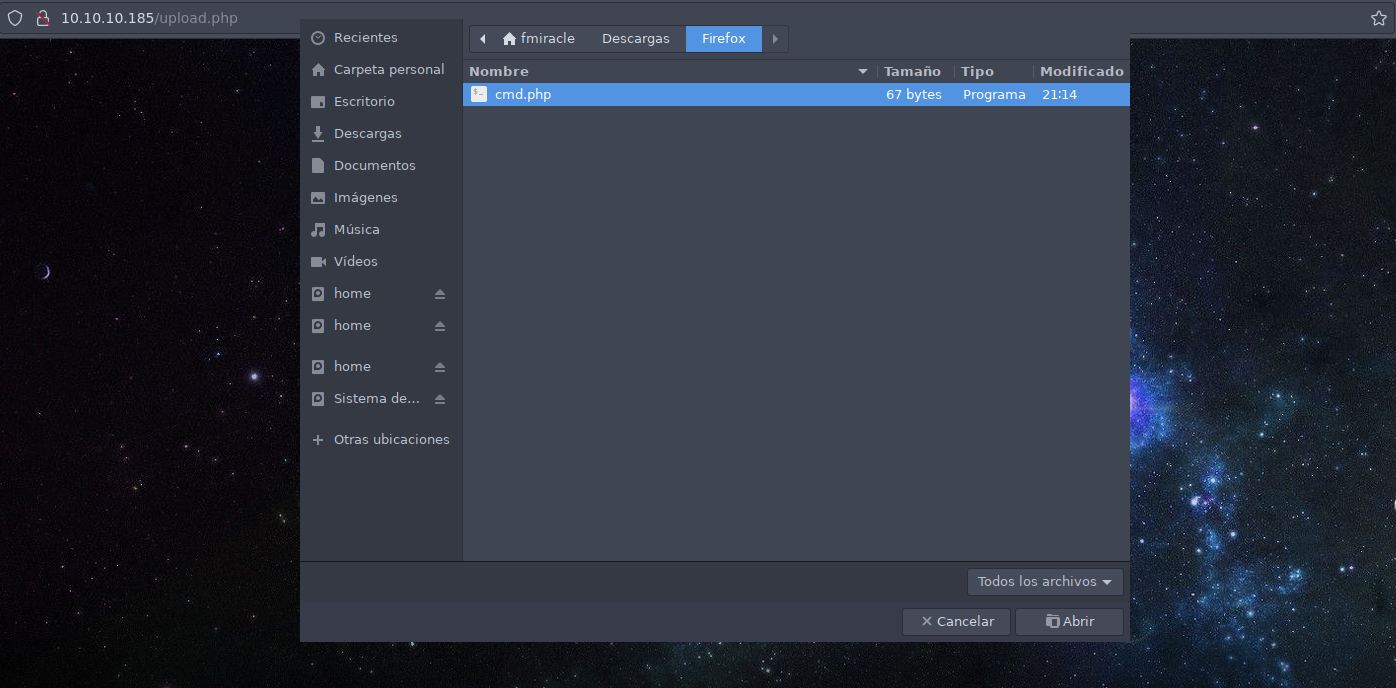 10.10.10.185/upload.php
Recientes
Carpeta personal
Escritorio
Descargas
Documentos
Imágenes
Música
Vídeos
home
home
home
Sistema de...
Otras ubicaciones
fmiracle Descargas Firefox
Nombre Tamaño Tipo Modificado
cmd.php 67 bytes Programa 21:14
Todos los archivos
Cancelar Abrir